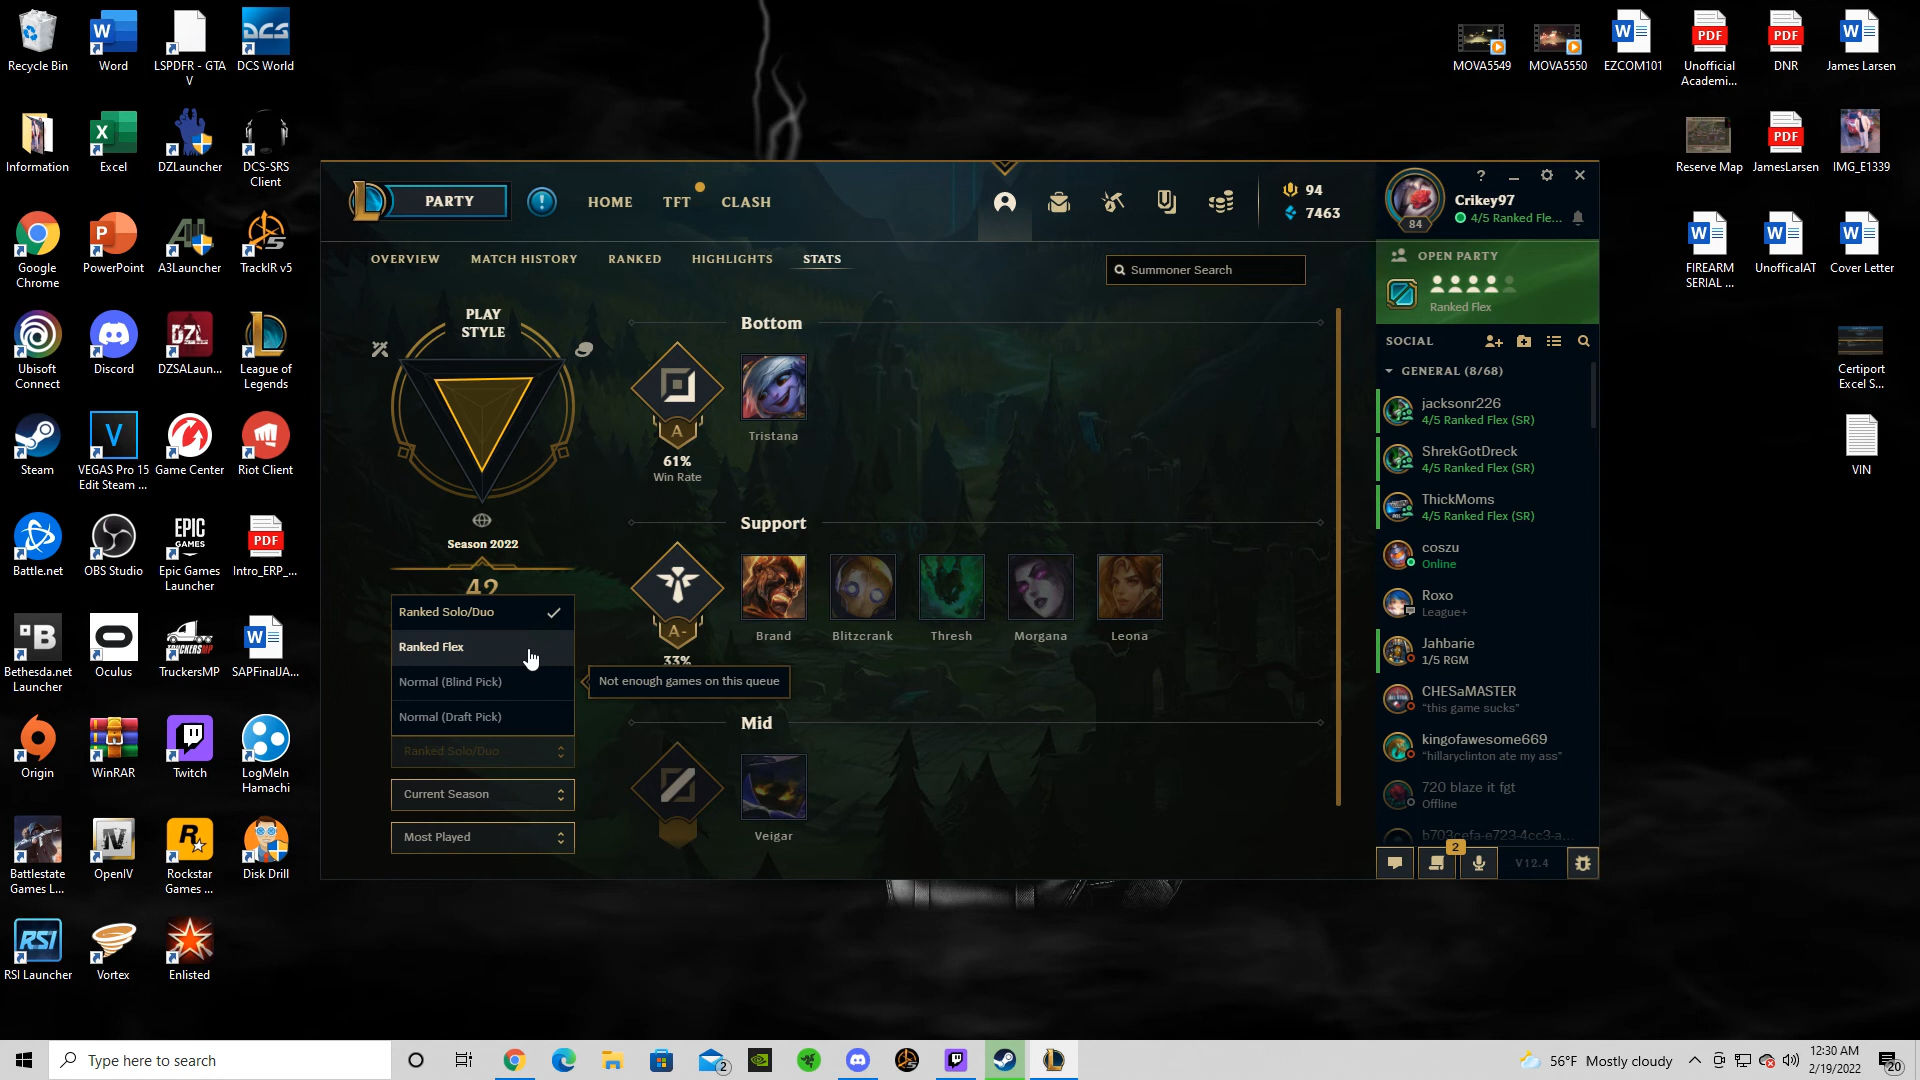 Recycle Bin
Word
LSPDFR - GTA
V
DCS World
Information
Excel
DZLauncher
DCS-SRS
Client
Google
Chrome
PowerPoint
A3Launcher
TrackIR v5
Ubisoft
Connect
Discord
DZSALaun...
League of
Legends
Steam
VEGAS Pro 15
Edit Steam ...
Game Center
Riot Client
Battle.net
OBS Studio
Epic Games
Launcher
Intro_ERP_...
Bethesda.net
Launcher
Oculus
TruckersMP
SAPFinalJA...
Origin
WinRAR
Twitch
LogMeIn
Hamachi
Battlestate
Games L...
OpenIV
Rockstar
Games ...
Disk Drill
RSI Launcher
Vortex
Enlisted
MOVA5549
MOVA5550
EZCOM101
Unofficial
Academi...
DNR
James Larsen
Reserve Map
JamesLarsen
IMG_E1339
FIREARM
SERIAL ...
UnofficalAT
Cover Letter
Certiport
Excel S...
VIN
PARTY
HOME
TFT
CLASH
94
7463
OVERVIEW
MATCH HISTORY
RANKED
HIGHLIGHTS
STATS
Summoner Search
PLAY
STYLE
Season 2022
42
Ranked Solo/Duo
Ranked Flex
Normal (Blind Pick)
Normal (Draft Pick)
Ranked Solo/Duo
Current Season
Most Played
Not enough games on this queue
Bottom
A
61%
Win Rate
Tristana
Support
A-
33%
Brand
Blitzcrank
Thresh
Morgana
Leona
Mid
Veigar
84
Crikey97
4/5 Ranked Fle...
OPEN PARTY
Ranked Flex
SOCIAL
GENERAL (8/68)
jacksonr226
4/5 Ranked Flex (SR)
ShrekGotDreck
4/5 Ranked Flex (SR)
ThickMoms
4/5 Ranked Flex (SR)
coszu
Online
Roxo
League+
Jahbarie
1/5 RGM
CHESaMASTER
"this game sucks"
kingofawesome669
"hillaryclinton ate my ass"
720 blaze it fgt
Offline
b703cefa-e723-4cc3-a...
2
V12.4
Type here to search
2
56°F Mostly cloudy
12:30 AM
2/19/2022
20